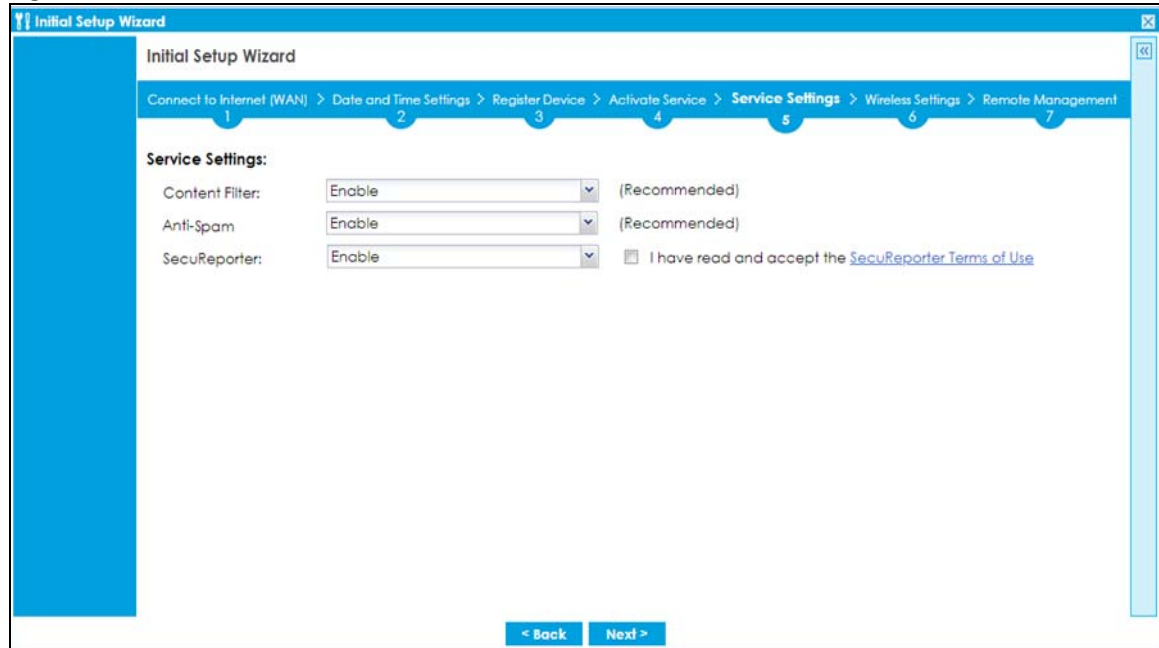 Initial Setup Wizard
Initial Setup Wizard
Connect to Internet (WAN) > Date and Time Settings > Register Device > Activate Service > Service Settings > Wireless Settings > Remote Management
1 2 3 4 5 6 7
Service Settings:
Content Filter: Enable (Recommended)
Anti-Spam Enable (Recommended)
SecuReporter: Enable I have read and accept the SecuReporter Terms of Use
< Back Next >